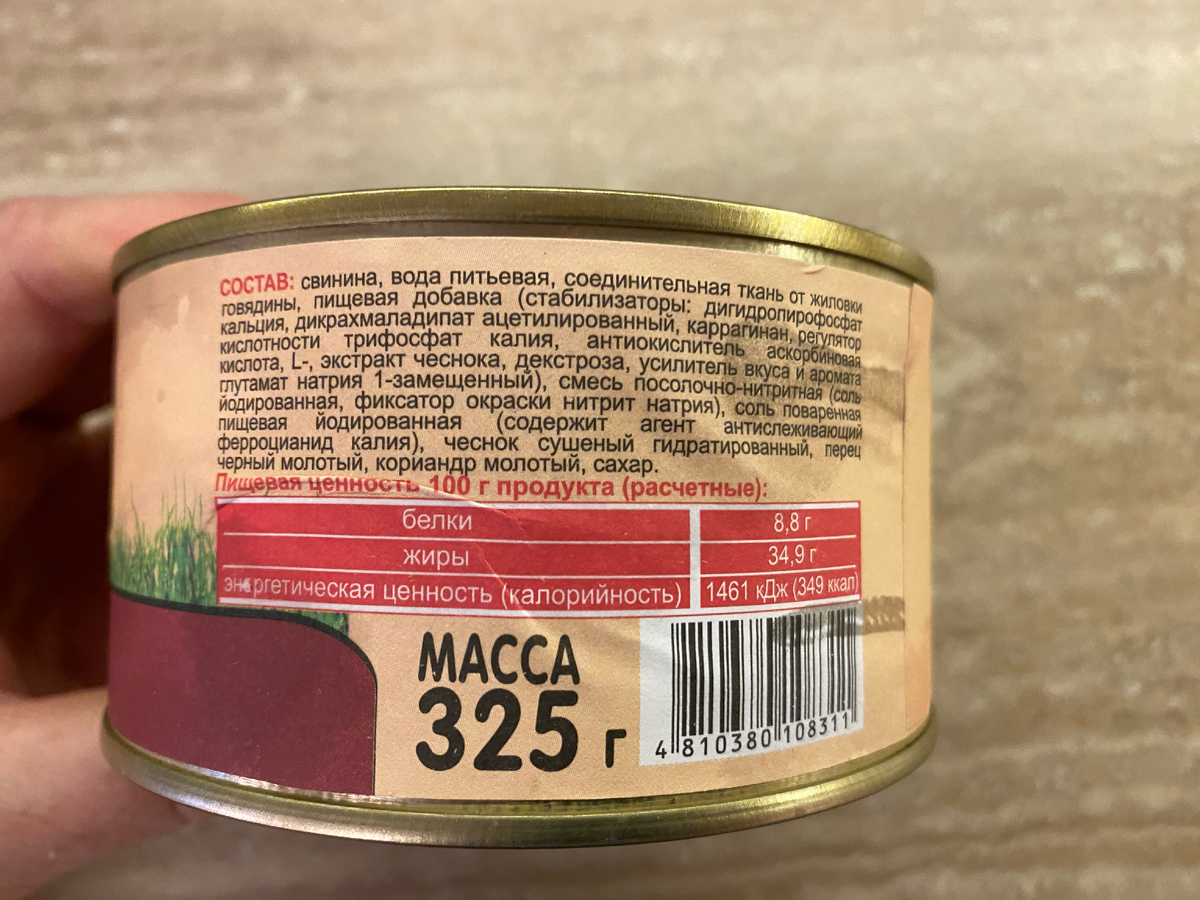 СОСТАВ: свинина, вода питьевая, соединительная ткань от жиловки
говядины, пищевая добавка (стабилизаторы: дигидропирофосфат
кальция, дикрахмаладипат ацетилированный, каррагинан, регулятор
кислотности трифосфат калия, антиокислитель аскорбиновая
кислота, L-, экстракт чеснока, декстроза, усилитель вкуса и аромата
глутамат натрия 1-замещенный), смесь посолочно-нитритная (соль
йодированная, фиксатор окраски нитрит натрия), соль поваренная
пищевая йодированная (содержит агент антислеживающий
ферроцианид калия), чеснок сушеный гидратированный, перец
черный молотый, кориандр молотый, сахар.
Пищевая ценность 100 г продукта (расчетные):
белки 8,8 г
жиры 34,9 г
энергетическая ценность (калорийность) 1461 кДж (349 ккал)
МАССА
325 г
4 810380 108311